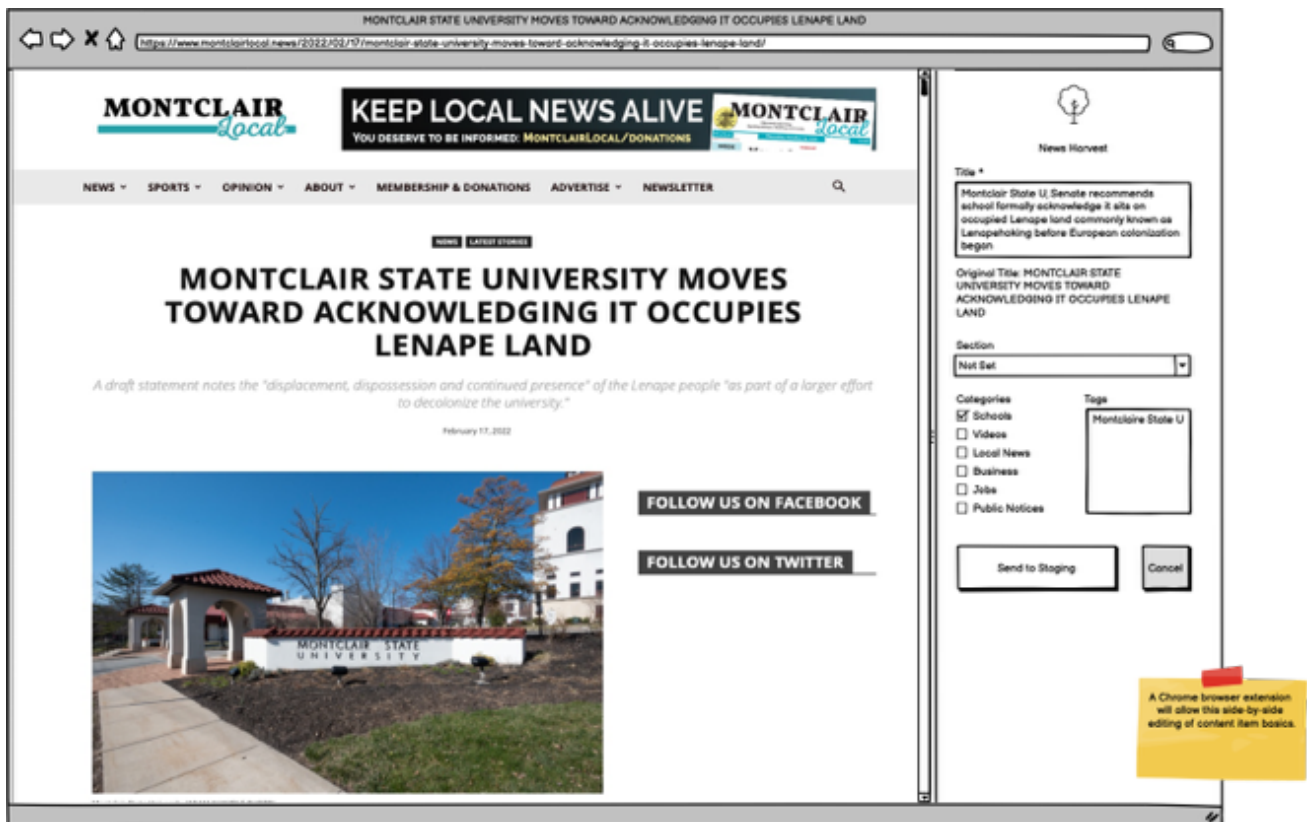 MONTCLAIR STATE UNIVERSITY MOVES TOWARD ACKNOWLEDGING IT OCCUPIES LENAPE LAND
https://www.montclairlocal.news/2022/02/17/montclair-state-university-moves-toward-acknowledging-it-occupies-lenape-land/
MONTCLAIR
Local
KEEP LOCAL NEWS ALIVE
YOU DESERVE TO BE INFORMED: MONTCLAIRLOCAL/DONATIONS
MONTCLAIR
Local
NEWS SPORTS OPINION ABOUT MEMBERSHIP & DONATIONS ADVERTISE NEWSLETTER
NEWS LATEST STORIES
MONTCLAIR STATE UNIVERSITY MOVES
TOWARD ACKNOWLEDGING IT OCCUPIES
LENAPE LAND
A draft statement notes the "displacement, dispossession and continued presence" of the Lenape people "as part of a larger effort
to decolonize the university."
February 17, 2022
MONTCLAIR STATE
UNIVERSITY
FOLLOW US ON FACEBOOK
FOLLOW US ON TWITTER
News Harvest
Title *
Montclair State U, Senate recommends
school formally acknowledge it sits on
occupied Lenape land commonly known as
Lenapehoking before European colonization
began
Original Title: MONTCLAIR STATE
UNIVERSITY MOVES TOWARD
ACKNOWLEDGING IT OCCUPIES LENAPE
LAND
Section
Not Set
Categories
Schools
Videos
Local News
Business
Jobs
Public Notices
Tags
Montclaire State U
Send to Staging
Cancel
A Chrome browser extension
will allow this side-by-side
editing of content item basics.